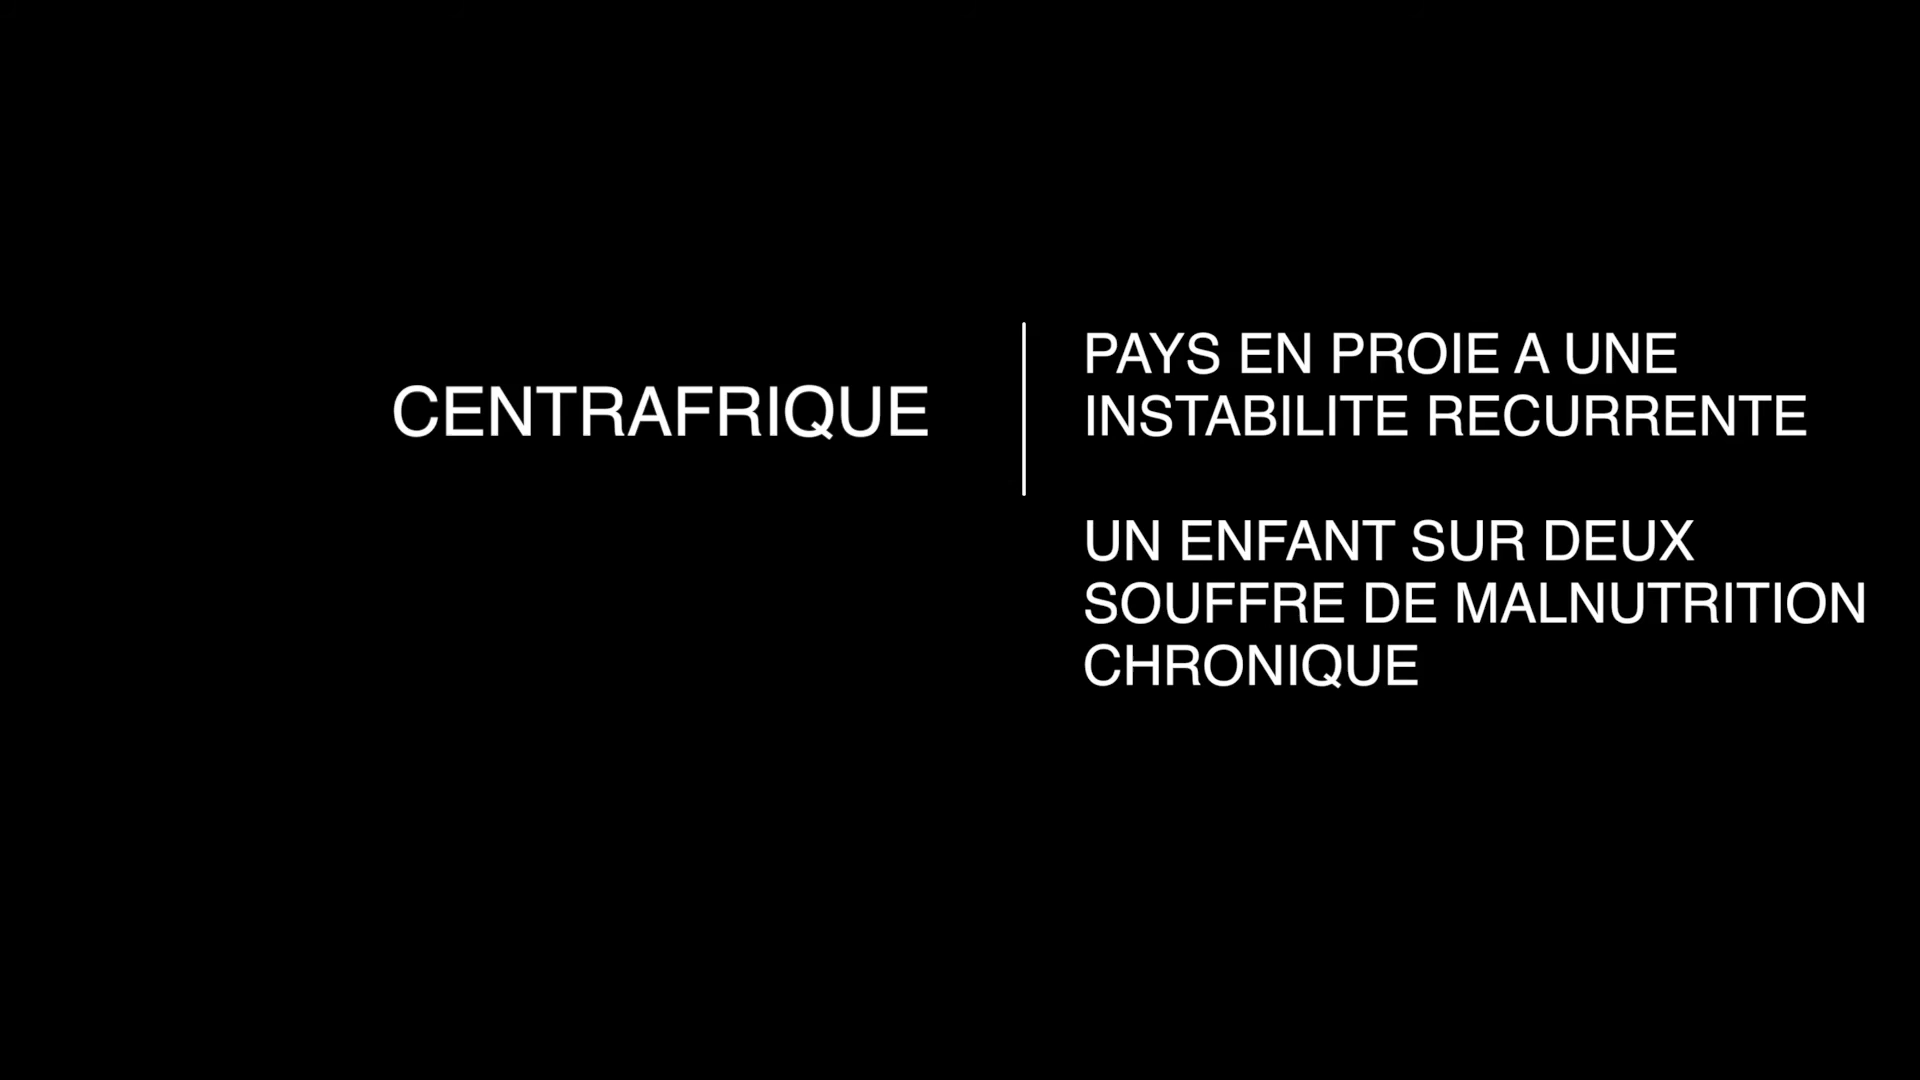 CENTRAFRIQUE
PAYS EN PROIE A UNE
INSTABILITE RECURRENTE
UN ENFANT SUR DEUX
SOUFFRE DE MALNUTRITION
CHRONIQUE